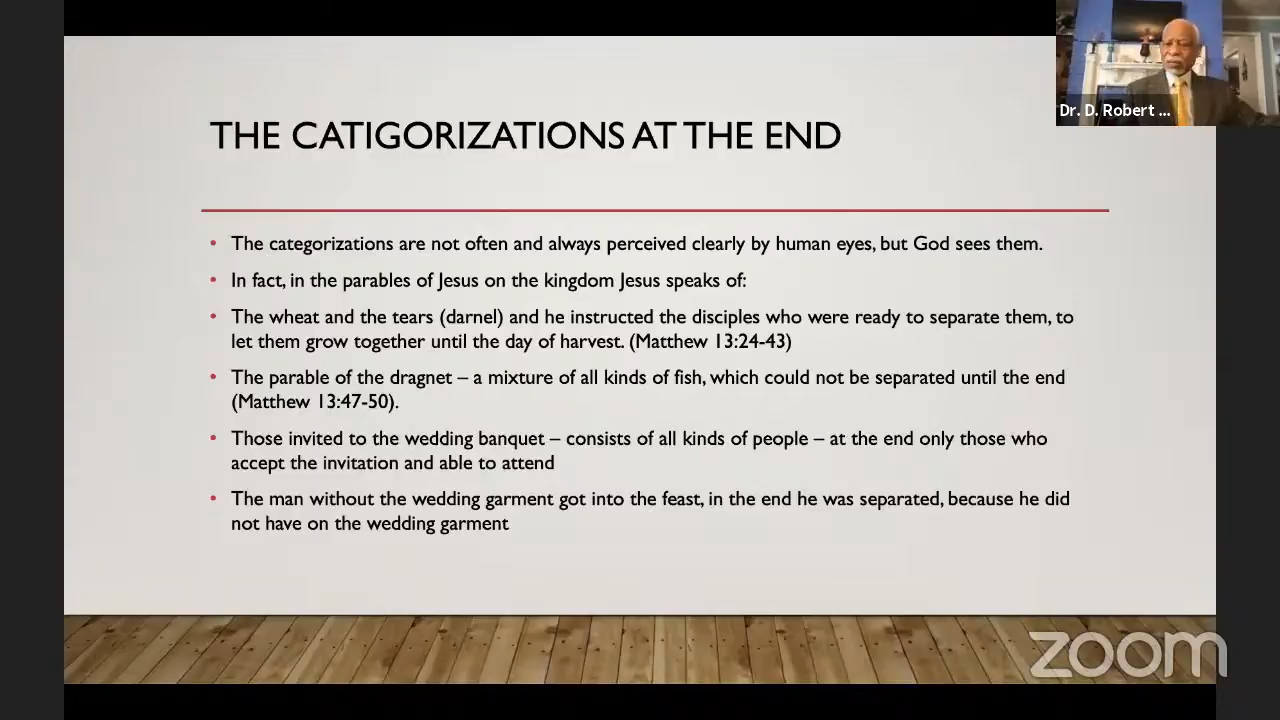 Dr. D. Robert ...
THE CATIGORIZATIONS AT THE END
• The categorizations are not often and always perceived clearly by human eyes, but God sees them.
• In fact, in the parables of Jesus on the kingdom Jesus speaks of:
• The wheat and the tears (darnel) and he instructed the disciples who were ready to separate them, to
let them grow together until the day of harvest. (Matthew 13:24-43)
• The parable of the dragnet – a mixture of all kinds of fish, which could not be separated until the end
(Matthew 13:47-50).
• Those invited to the wedding banquet – consists of all kinds of people – at the end only those who
accept the invitation and able to attend
• The man without the wedding garment got into the feast, in the end he was separated, because he did
not have on the wedding garment
zoom